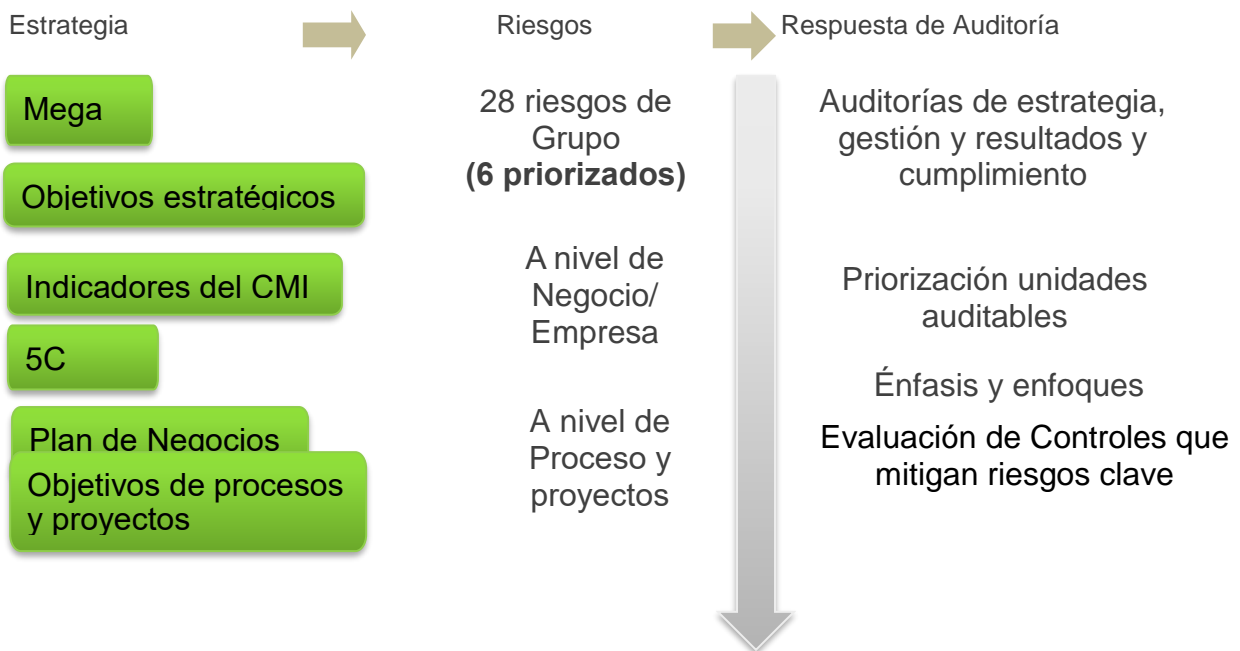 Estrategia
Riesgos
Respuesta de Auditoría
Mega
Objetivos estratégicos
Indicadores del CMI
5C
Plan de Negocios
Objetivos de procesos
y proyectos
28 riesgos de
Grupo
(6 priorizados)
A nivel de
Negocio/
Empresa
A nivel de
Proceso y
proyectos
Auditorías de estrategia,
gestión y resultados y
cumplimiento
Priorización unidades
auditables
Énfasis y enfoques
Evaluación de Controles que
mitigan riesgos clave